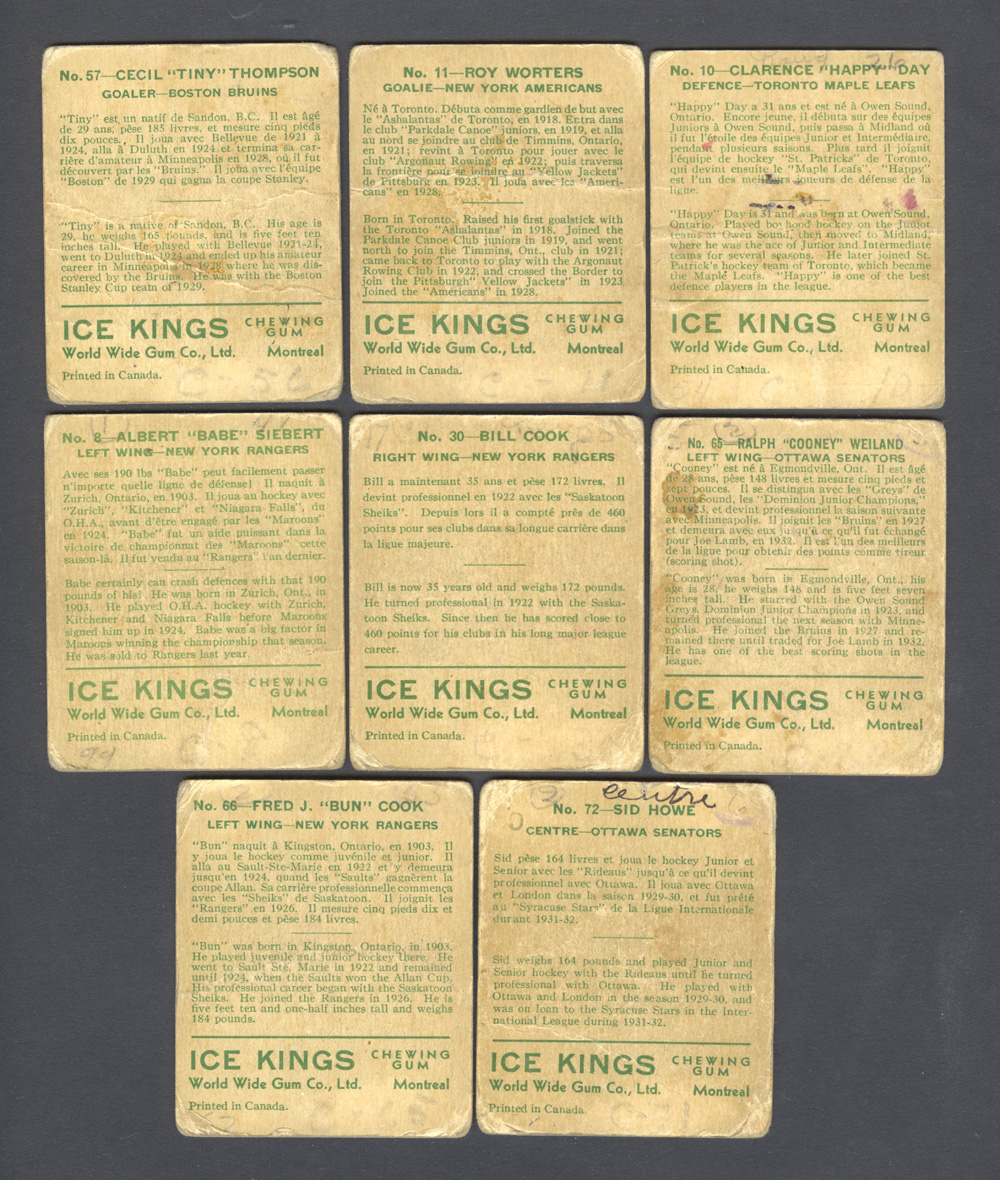 No. 57—CECIL "TINY" THOMPSON
GOALER—BOSTON BRUINS
"Tiny" est un natif de Sandon, B.C. Il est âgé
de 29 ans, pèse 185 livres, et mesure cinq pieds
dix pouces. Il joua avec Bellevue de 1921 à
1924, alla à Duluth en 1924 et termina sa car-
rière d'amateur à Minneapolis en 1928, où il fut
découvert par les "Bruins." Il joua avec l'équipe
"Boston" de 1929 qui gagna la coupe Stanley.
"Tiny" is a native of Sandon, B.C. His age is
29, he weighs 165 pounds, and is five feet ten
inches tall. He played with Bellevue 1921-24,
went to Duluth in 1924 and ended up his amateur
career in Minneapolis in 1928 where he was dis-
covered by the Bruins. He was with the Boston
Stanley Cup team of 1929.
ICE KINGS CHEWING GUM
World Wide Gum Co., Ltd. Montreal
Printed in Canada.
C - 56
No. 11—ROY WORTERS
GOALIE—NEW YORK AMERICANS
Né à Toronto. Débuta comme gardien de but avec
le "Ashalantas" de Toronto, en 1918. Entra dans
le club "Parkdale Canoe" juniors, en 1919, et alla
au nord se joindre au club de Timmins, Ontario,
en 1921; revint à Toronto pour jouer avec le
club "Argonaut Rowing" en 1922; puis traversa
la frontière pour se joindre au "Yellow Jackets"
de Pittsburg en 1923. Il joua avec les "Ameri-
cans" en 1928.
Born in Toronto. Raised his first goalstick with
the Toronto "Ashalantas" in 1918. Joined the
Parkdale Canoe Club juniors in 1919, and went
north to join the Timmins, Ont., club in 1921;
came back to Toronto to play with the Argonaut
Rowing Club in 1922, and crossed the Border to
join the Pittsburgh "Yellow Jackets" in 1923
Joined the "Americans" in 1928.
ICE KINGS CHEWING GUM
World Wide Gum Co., Ltd. Montreal
Printed in Canada.
C - 11
No. 10—CLARENCE "HAPPY" DAY
DEFENCE—TORONTO MAPLE LEAFS
"Happy" Day a 31 ans et est né à Owen Sound,
Ontario. Encore jeune, il débuta sur des équipes
Juniors à Owen Sound, puis passa à Midland où
il fut l'étoile des équipes Junior et Intermédiaire,
pendant plusieurs saisons. Plus tard il joignit
l'équipe de hockey "St. Patricks" de Toronto,
qui devint ensuite le "Maple Leafs". "Happy"
est l'un des meilleurs joueurs de défense de la
ligue.
"Happy" Day is 31 and was born at Owen Sound,
Ontario. Played boyhood hockey on the Junior
teams at Owen Sound, then moved to Midland,
where he was the ace of Junior and Intermediate
teams for several seasons. He later joined St.
Patrick's hockey team of Toronto, which became
the Maple Leafs. "Happy" is one of the best
defence players in the league.
ICE KINGS CHEWING GUM
World Wide Gum Co., Ltd. Montreal
Printed in Canada.
No. 8—ALBERT "BABE" SIEBERT
LEFT WING—NEW YORK RANGERS
Avec ses 190 lbs "Babe" peut facilement passer
n'importe quelle ligne de défense! Il naquit à
Zurich, Ontario, en 1903. Il joua au hockey avec
"Zurich", "Kitchener" et "Niagara Falls", du
O.H.A., avant d'être engagé par les "Maroons"
en 1924. "Babe" fut un aide puissant dans la
victoire de championnat des "Maroons" cette
saison-là. Il fut vendu au "Rangers" l'an dernier.
Babe certainly can crash defences with that 190
pounds of his! He was born in Zurich, Ont., in
1903. He played O.H.A. hockey with Zurich,
Kitchener and Niagara Falls before Maroons
signed him up in 1924. Babe was a big factor in
Maroons winning the championship that season.
He was sold to Rangers last year.
ICE KINGS CHEWING GUM
World Wide Gum Co., Ltd. Montreal
Printed in Canada.
No. 30—BILL COOK
RIGHT WING—NEW YORK RANGERS
Bill a maintenant 35 ans et pèse 172 livres. Il
devint professionel en 1922 avec les "Saskatoon
Sheiks". Depuis lors il a compté près de 460
points pour ses clubs dans sa longue carrière dans
la ligue majeure.
Bill is now 35 years old and weighs 172 pounds.
He turned professional in 1922 with the Saska-
toon Sheiks. Since then he has scored close to
460 points for his clubs in his long major league
career.
ICE KINGS CHEWING GUM
World Wide Gum Co., Ltd. Montreal
Printed in Canada.
No. 65—RALPH "COONEY" WEILAND
LEFT WING—OTTAWA SENATORS
"Cooney" est né à Egmondville, Ont. Il est âgé
de 28 ans, pèse 148 livres et mesure cinq pieds et
sept pouces. Il se distingua avec les "Greys" de
Owen Sound, les "Dominion Junior Champions,"
en 1923, et devint professional la saison suivante
avec Minneapolis. Il joignit les "Bruins" en 1927
et demeura avec eux jusqu'à ce qu'il fut échangé
pour Joe Lamb, en 1932. Il est l'un des meilleurs
de la ligue pour obtenir des points comme tireur
(scoring shot).
"Cooney" was born in Egmondville, Ont., his
age is 28, he weighs 148 and is five feet seven
inches tall. He starred with the Owen Sound
Greys, Dominion Junior Champions in 1923, and
turned professional the next season with Minne-
apolis. He joined the Bruins in 1927 and re-
mained there until traded for Joe Lamb in 1932.
He has one of the best scoring shots in the
league.
ICE KINGS CHEWING GUM
World Wide Gum Co., Ltd. Montreal
Printed in Canada.
No. 66—FRED J. "BUN" COOK
LEFT WING—NEW YORK RANGERS
"Bun" naquit à Kingston, Ontario, en 1903. Il
y joua le hockey comme juvénile et junior. Il
alla au Sault-Ste-Marie en 1922 et y demeura
jusqu'en 1924, quand les "Saults" gagnèrent la
coupe Allan. Sa carrière professionnelle commença
avec les "Sheiks" de Saskatoon. Il joignit les
"Rangers" en 1926. Il mesure cinq pieds dix et
demi pouces et pèse 184 livres.
"Bun" was born in Kingston, Ontario, in 1903.
He played juvenile and junior hockey there. He
went to Sault Ste. Marie in 1922 and remained
until 1924, when the Saults won the Allan Cup.
His professional career began with the Saskatoon
Sheiks. He joined the Rangers in 1926. He is
five feet ten and one-half inches tall and weighs
184 pounds.
ICE KINGS CHEWING GUM
World Wide Gum Co., Ltd. Montreal
Printed in Canada.
centre
No. 72—SID HOWE
CENTRE—OTTAWA SENATORS
Sid pèse 164 livres et joua le hockey Junior et
Senior avec les "Rideaus" jusqu'à ce qu'il devint
professionnel avec Ottawa. Il joua avec Ottawa
et London dans la saison 1929-30, et fut prêté
au "Syracuse Stars" de la Ligue Internationale
durant 1931-32.
Sid weighs 164 pounds and played Junior and
Senior hockey with the Rideaus until he turned
professional with Ottawa. He played with
Ottawa and London in the season 1929-30, and
was on loan to the Syracuse Stars in the Inter-
national League during 1931-32.
ICE KINGS CHEWING GUM
World Wide Gum Co., Ltd. Montreal
Printed in Canada.
C-71